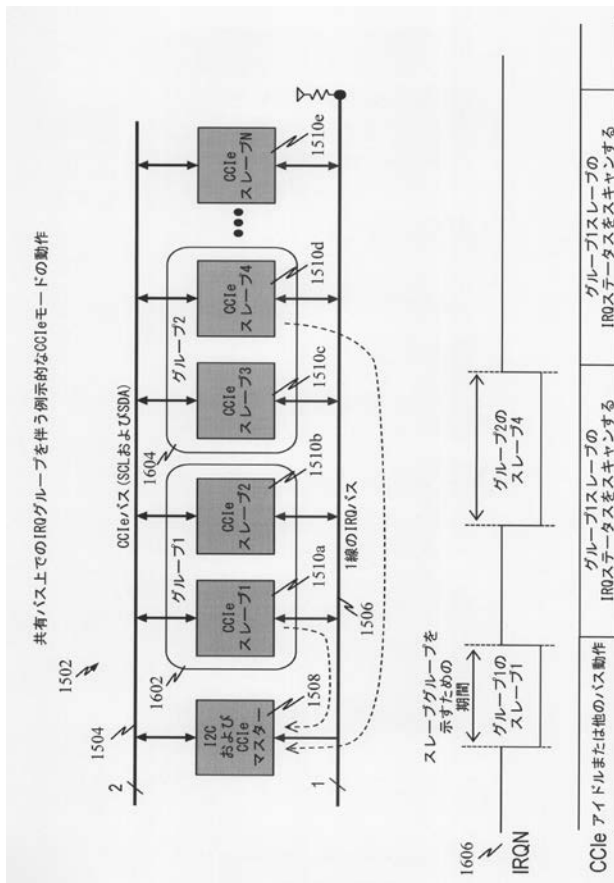 共有バス上でのIRQグループを伴う例示的なCCIeモードの動作
1502
1504
CCIeバス(SCLおよびSDA)
2
1602
グループ1
1604
グループ2
I2C
および
CCIe
マスター
1508
CCIe
スレーブ1
1510a
CCIe
スレーブ2
1510b
CCIe
スレーブ3
1510c
CCIe
スレーブ4
1510d
CCIe
スレーブN
1510e
1
1506
1線のIRQバス
スレーブグループを
示すための
期間
1606
IRQN
グループ1の
スレーブ1
グループ2の
スレーブ4
CCIe
アイドルまたは他のバス動作
グループ1スレーブの
IRQステータスをスキャンする
グループ1スレーブの
IRQステータスをスキャンする